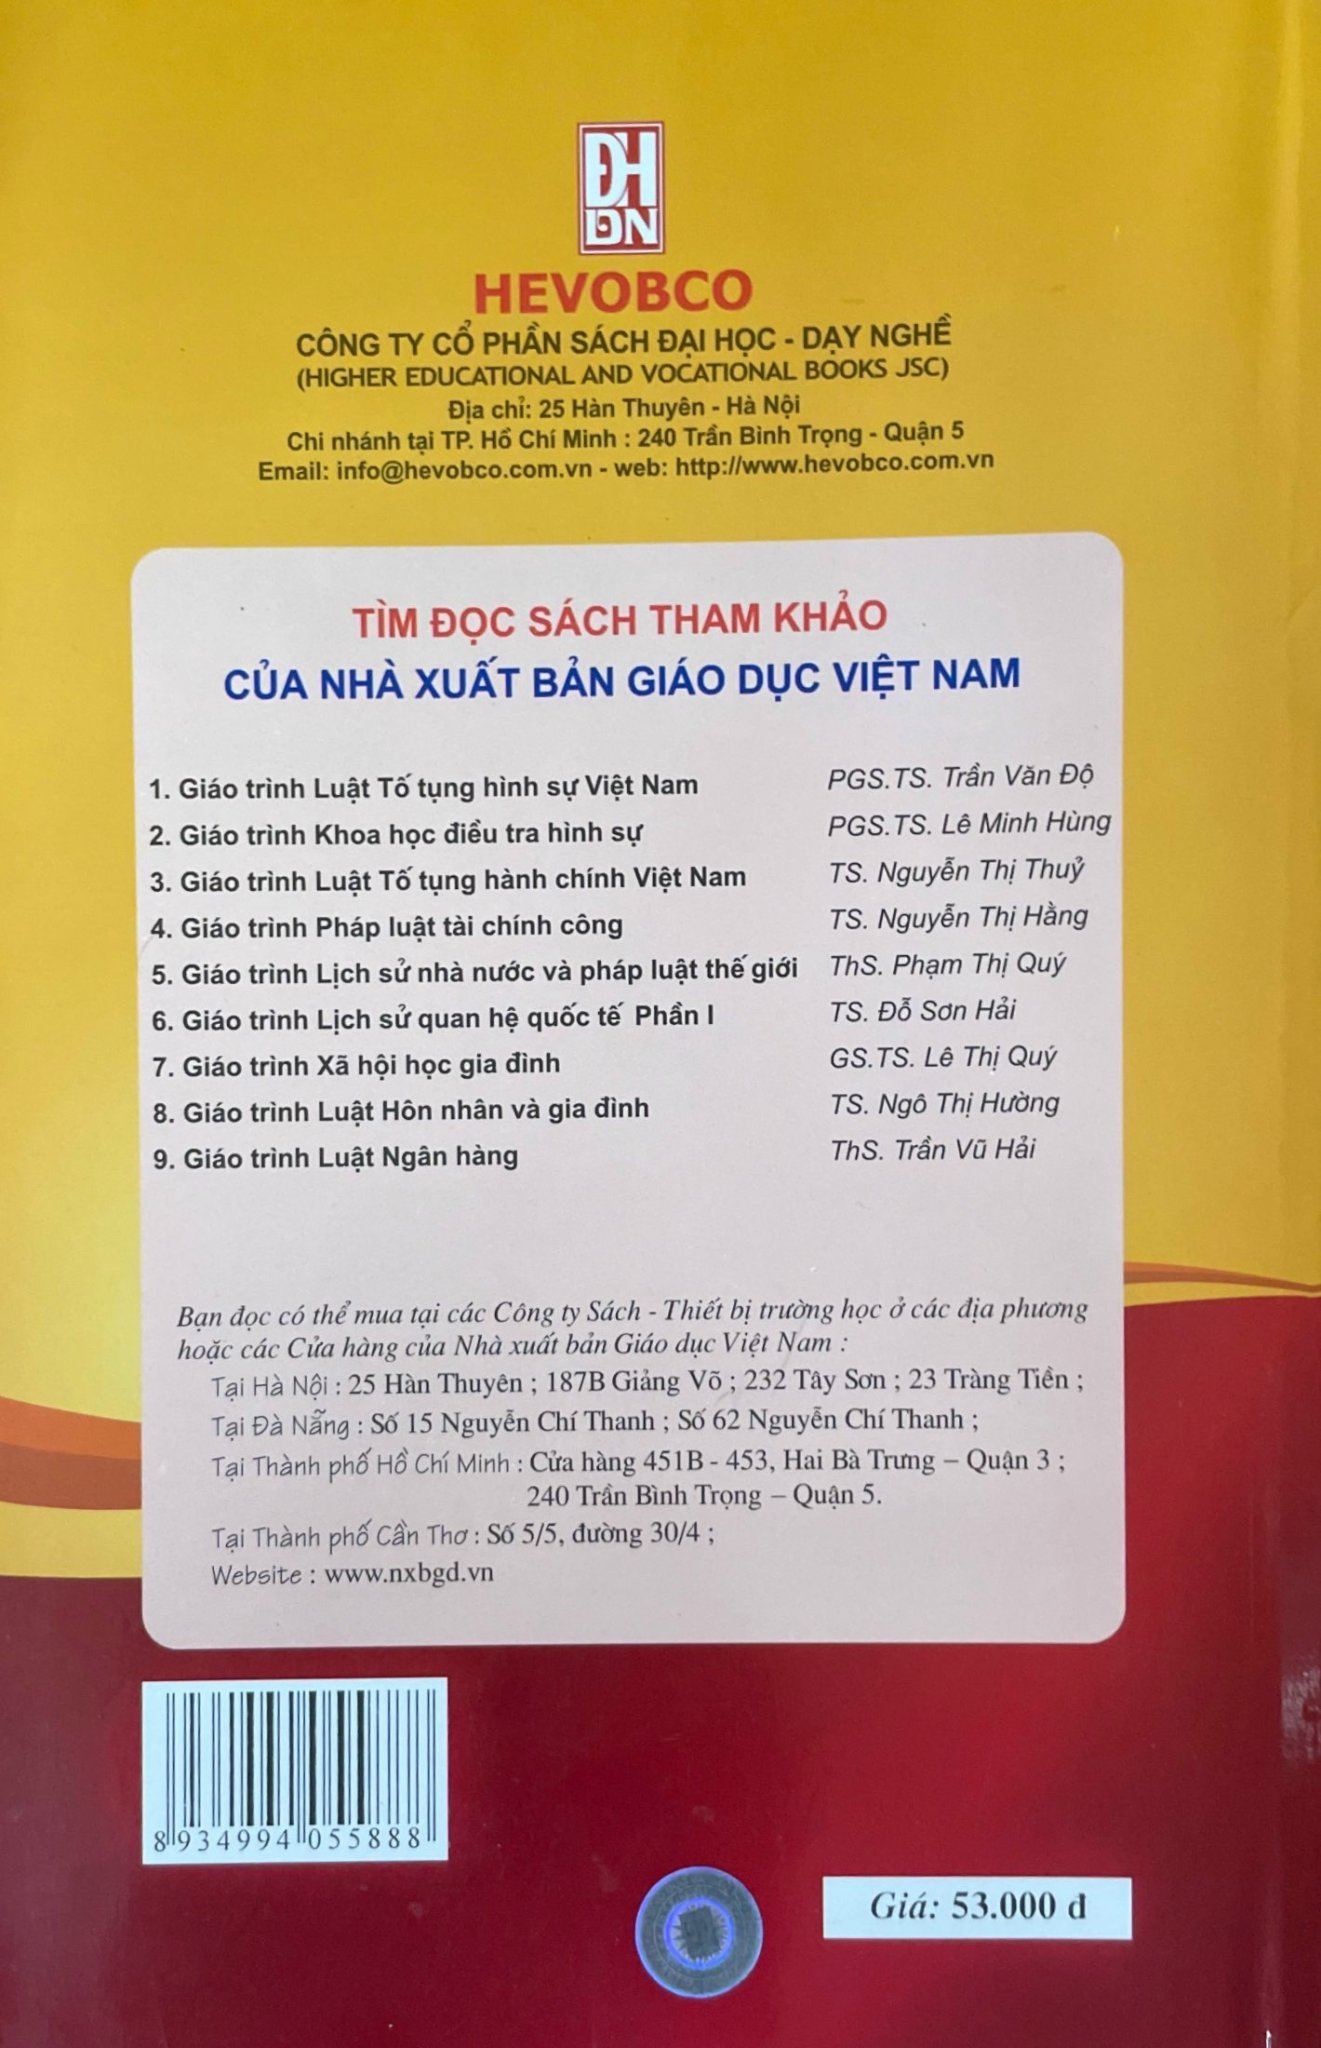 ĐH
DN
HEVOBCO
CÔNG TY CỔ PHẦN SÁCH ĐẠI HỌC - DẠY NGHỀ
(HIGHER EDUCATIONAL AND VOCATIONAL BOOKS JSC)
Địa chỉ: 25 Hàn Thuyên - Hà Nội
Chi nhánh tại TP. Hồ Chí Minh : 240 Trần Bình Trọng - Quận 5
Email: info@hevobco.com.vn - web: http://www.hevobco.com.vn
TÌM ĐỌC SÁCH THAM KHẢO
CỦA NHÀ XUẤT BẢN GIÁO DỤC VIỆT NAM
1. Giáo trình Luật Tố tụng hình sự Việt Nam PGS.TS. Trần Văn Độ
2. Giáo trình Khoa học điều tra hình sự PGS.TS. Lê Minh Hùng
3. Giáo trình Luật Tố tụng hành chính Việt Nam TS. Nguyễn Thị Thuỷ
4. Giáo trình Pháp luật tài chính công TS. Nguyễn Thị Hằng
5. Giáo trình Lịch sử nhà nước và pháp luật thế giới ThS. Phạm Thị Quý
6. Giáo trình Lịch sử quan hệ quốc tế Phần I TS. Đỗ Sơn Hải
7. Giáo trình Xã hội học gia đình GS.TS. Lê Thị Quý
8. Giáo trình Luật Hôn nhân và gia đình TS. Ngô Thị Hường
9. Giáo trình Luật Ngân hàng ThS. Trần Vũ Hải
Bạn đọc có thể mua tại các Công ty Sách - Thiết bị trường học ở các địa phương
hoặc các Cửa hàng của Nhà xuất bản Giáo dục Việt Nam :
Tại Hà Nội : 25 Hàn Thuyên ; 187B Giảng Võ ; 232 Tây Sơn ; 23 Tràng Tiền ;
Tại Đà Nẵng : Số 15 Nguyễn Chí Thanh ; Số 62 Nguyễn Chí Thanh ;
Tại Thành phố Hồ Chí Minh : Cửa hàng 451B - 453, Hai Bà Trưng – Quận 3 ;
240 Trần Bình Trọng – Quận 5.
Tại Thành phố Cần Thơ : Số 5/5, đường 30/4 ;
Website : www.nxbgd.vn
8 934994 055888
Giá: 53.000 đ